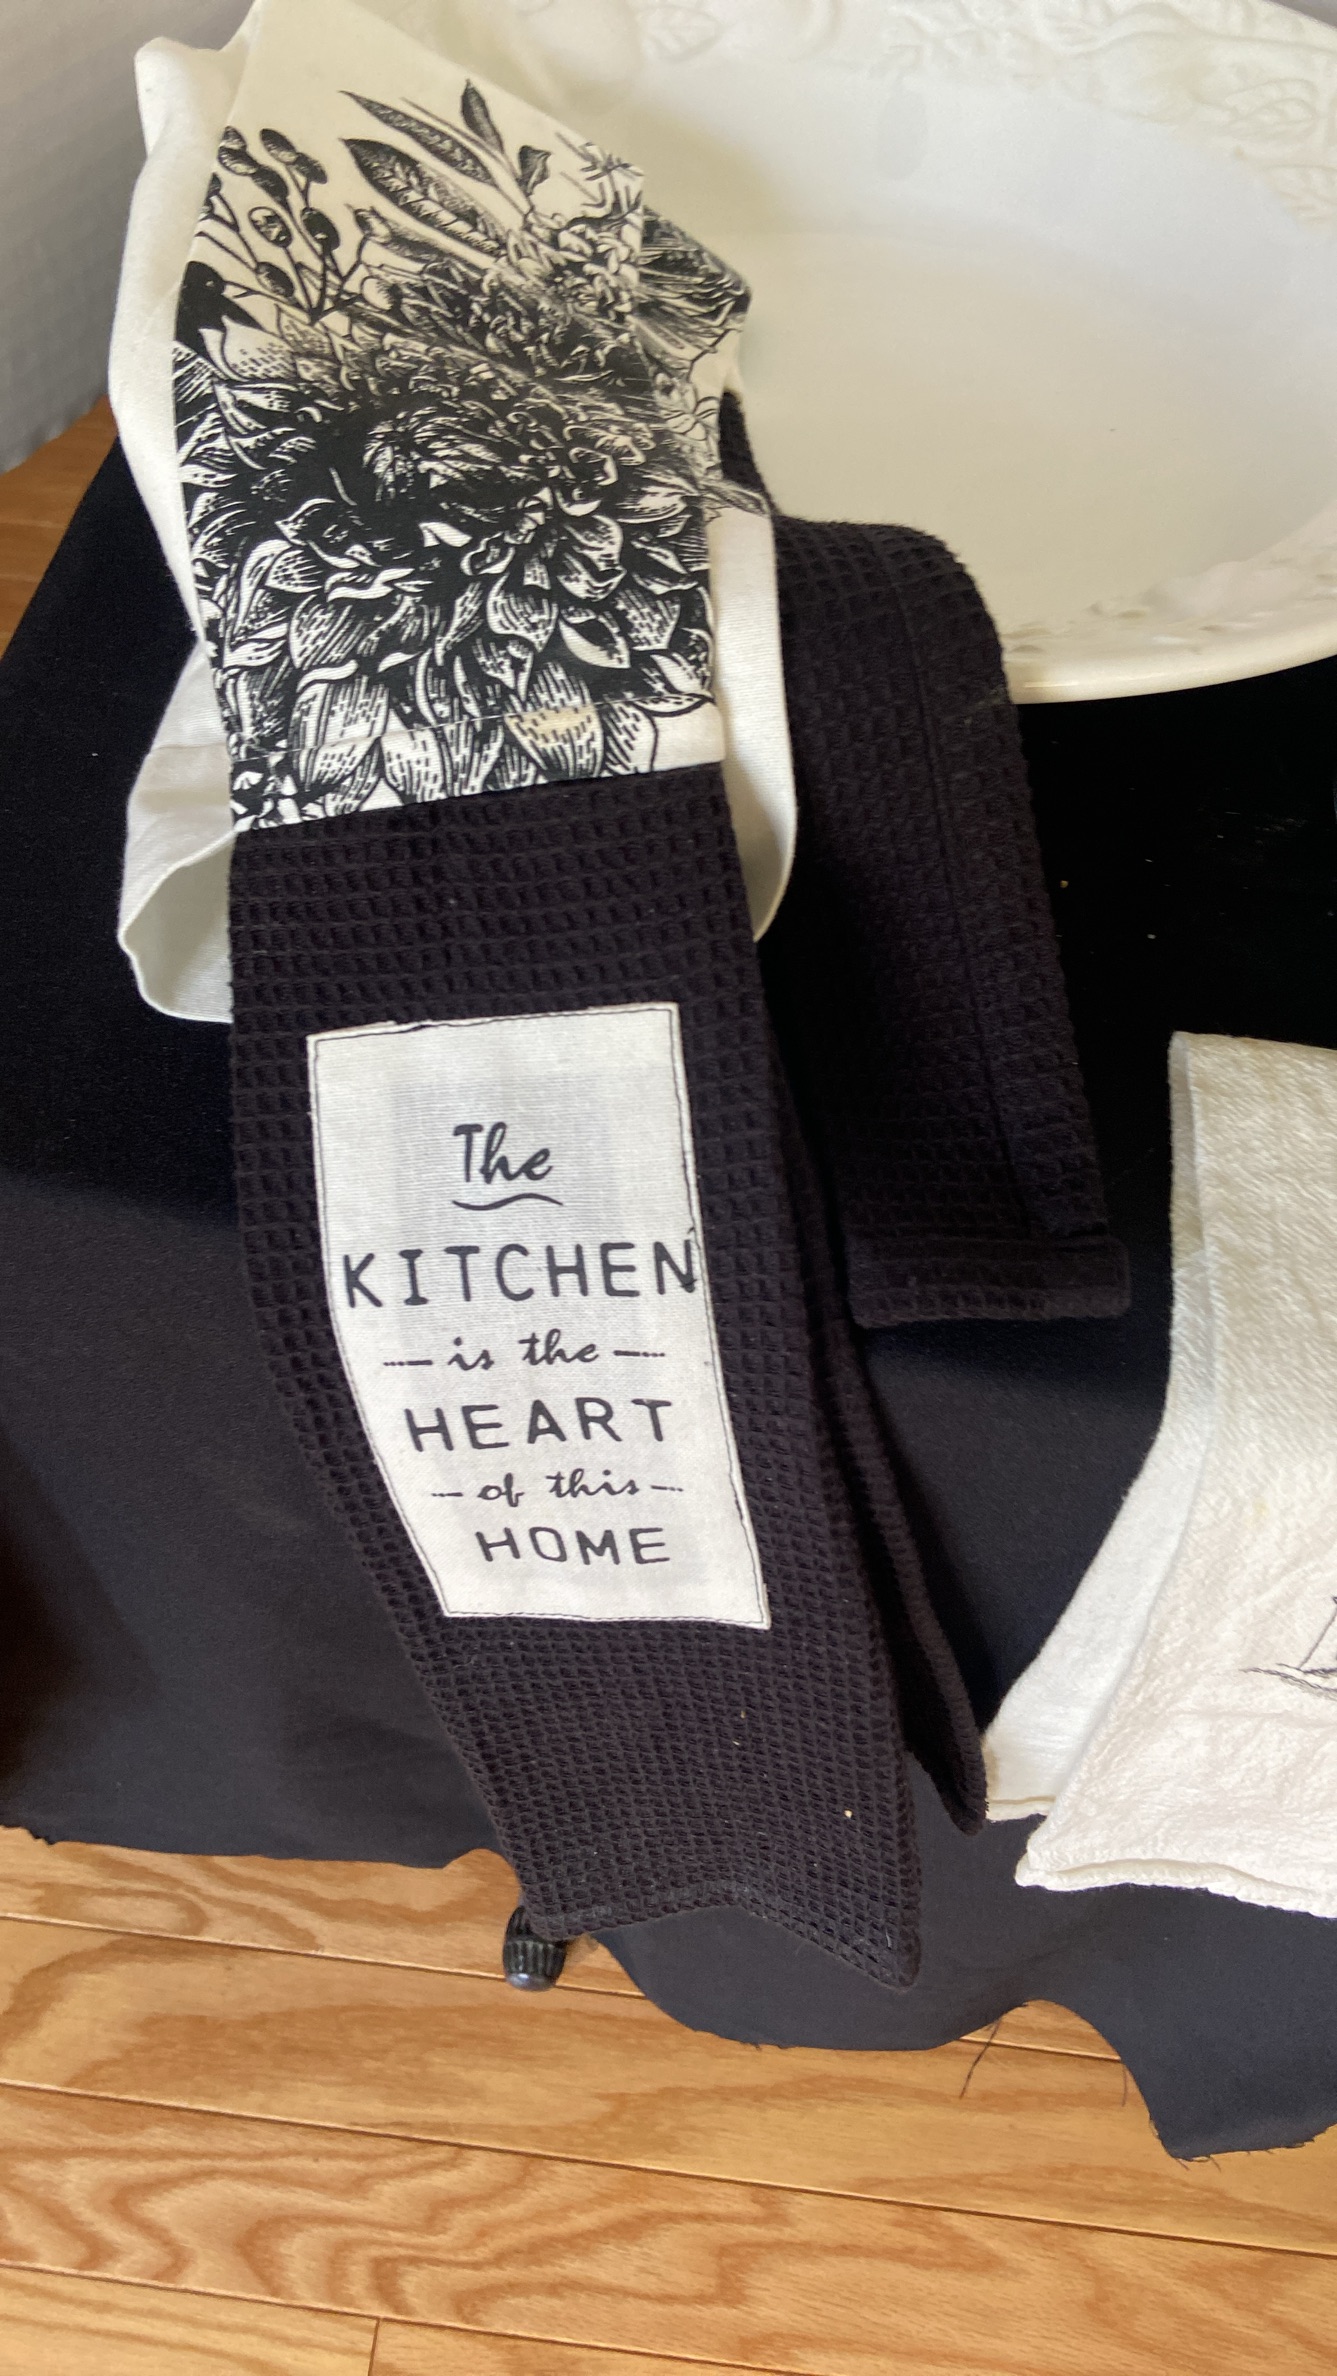 The
KITCHEN
is the
HEART
of this
HOME